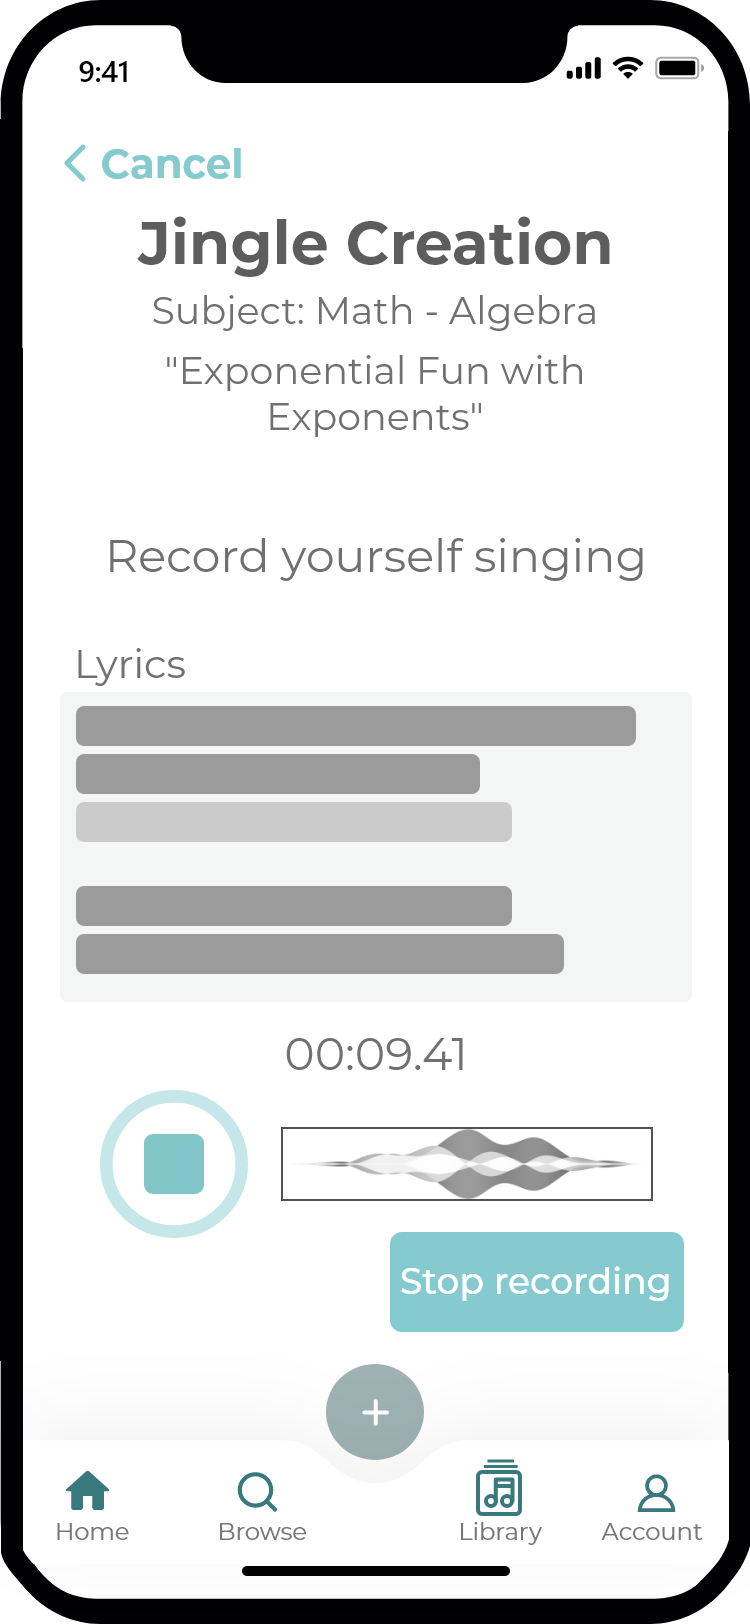 9:41
Cancel
Jingle Creation
Subject: Math - Algebra
"Exponential Fun with
Exponents"
Record yourself singing
Lyrics
00:09.41
Stop recording
+
Home
Browse
Library
Account